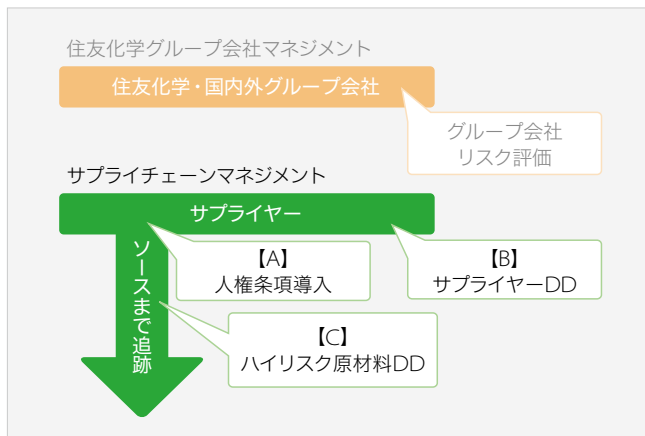 住友化学グループ会社マネジメント
住友化学・国内外グループ会社
グループ会社
リスク評価
サプライチェーンマネジメント
サプライヤー
【A】
人権条項導入
【B】
サプライヤーDD
ソースまで追跡
【C】
ハイリスク原材料DD